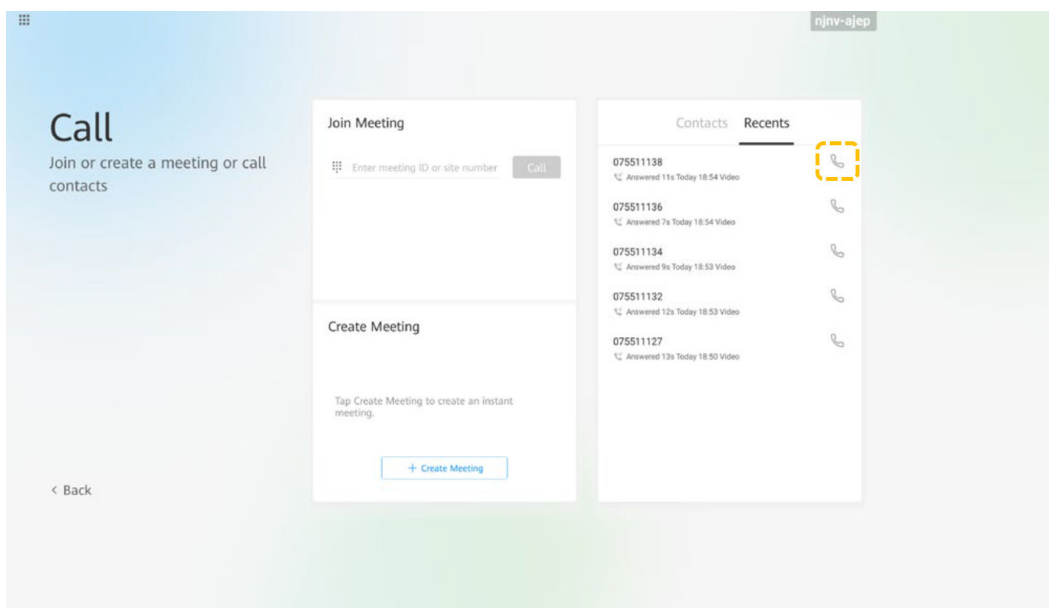 njnv-ajep
Call
Join or create a meeting or call
contacts
< Back
Join Meeting
Enter meeting ID or site number
Call
Create Meeting
Tap Create Meeting to create an instant
meeting.
+ Create Meeting
Contacts Recents
075511138
Answered 11s Today 18:54 Video
075511136
Answered 7s Today 18:54 Video
075511134
Answered 9s Today 18:53 Video
075511132
Answered 12s Today 18:53 Video
075511127
Answered 13s Today 18:50 Video